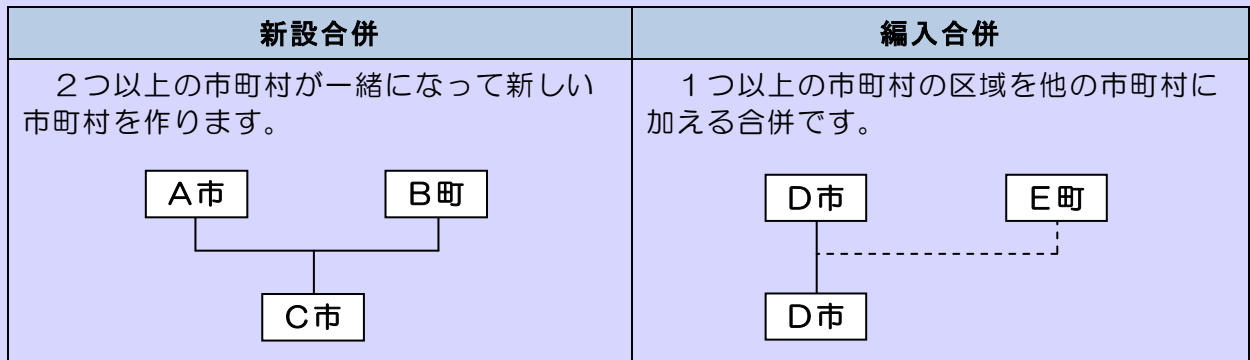 新設合併
２つ以上の市町村が一緒になって新しい
市町村を作ります。
Ａ市
Ｂ町
Ｃ市
編入合併
１つ以上の市町村の区域を他の市町村に
加える合併です。
Ｄ市
Ｅ町
Ｄ市